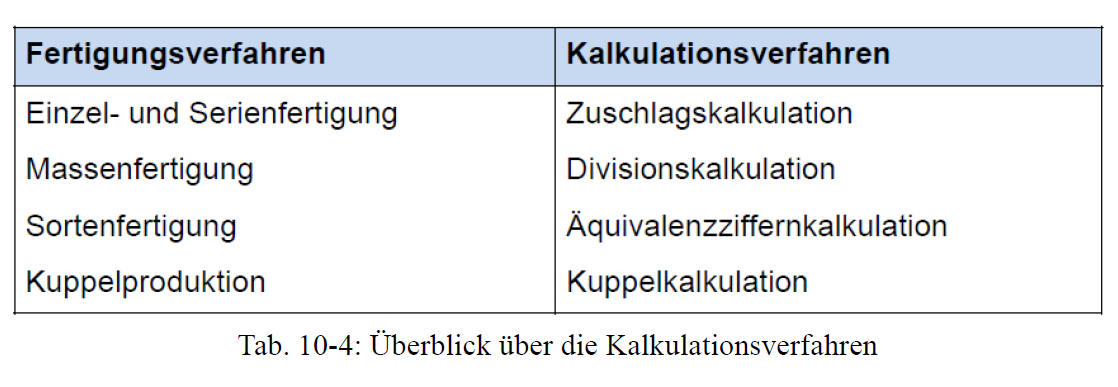 Fertigungsverfahren Kalkulationsverfahren
Einzel- und Serienfertigung Zuschlagskalkulation
Massenfertigung Divisionskalkulation
Sortenfertigung Äquivalenzziffernkalkulation
Kuppelproduktion Kuppelkalkulation
Tab. 10-4: Überblick über die Kalkulationsverfahren